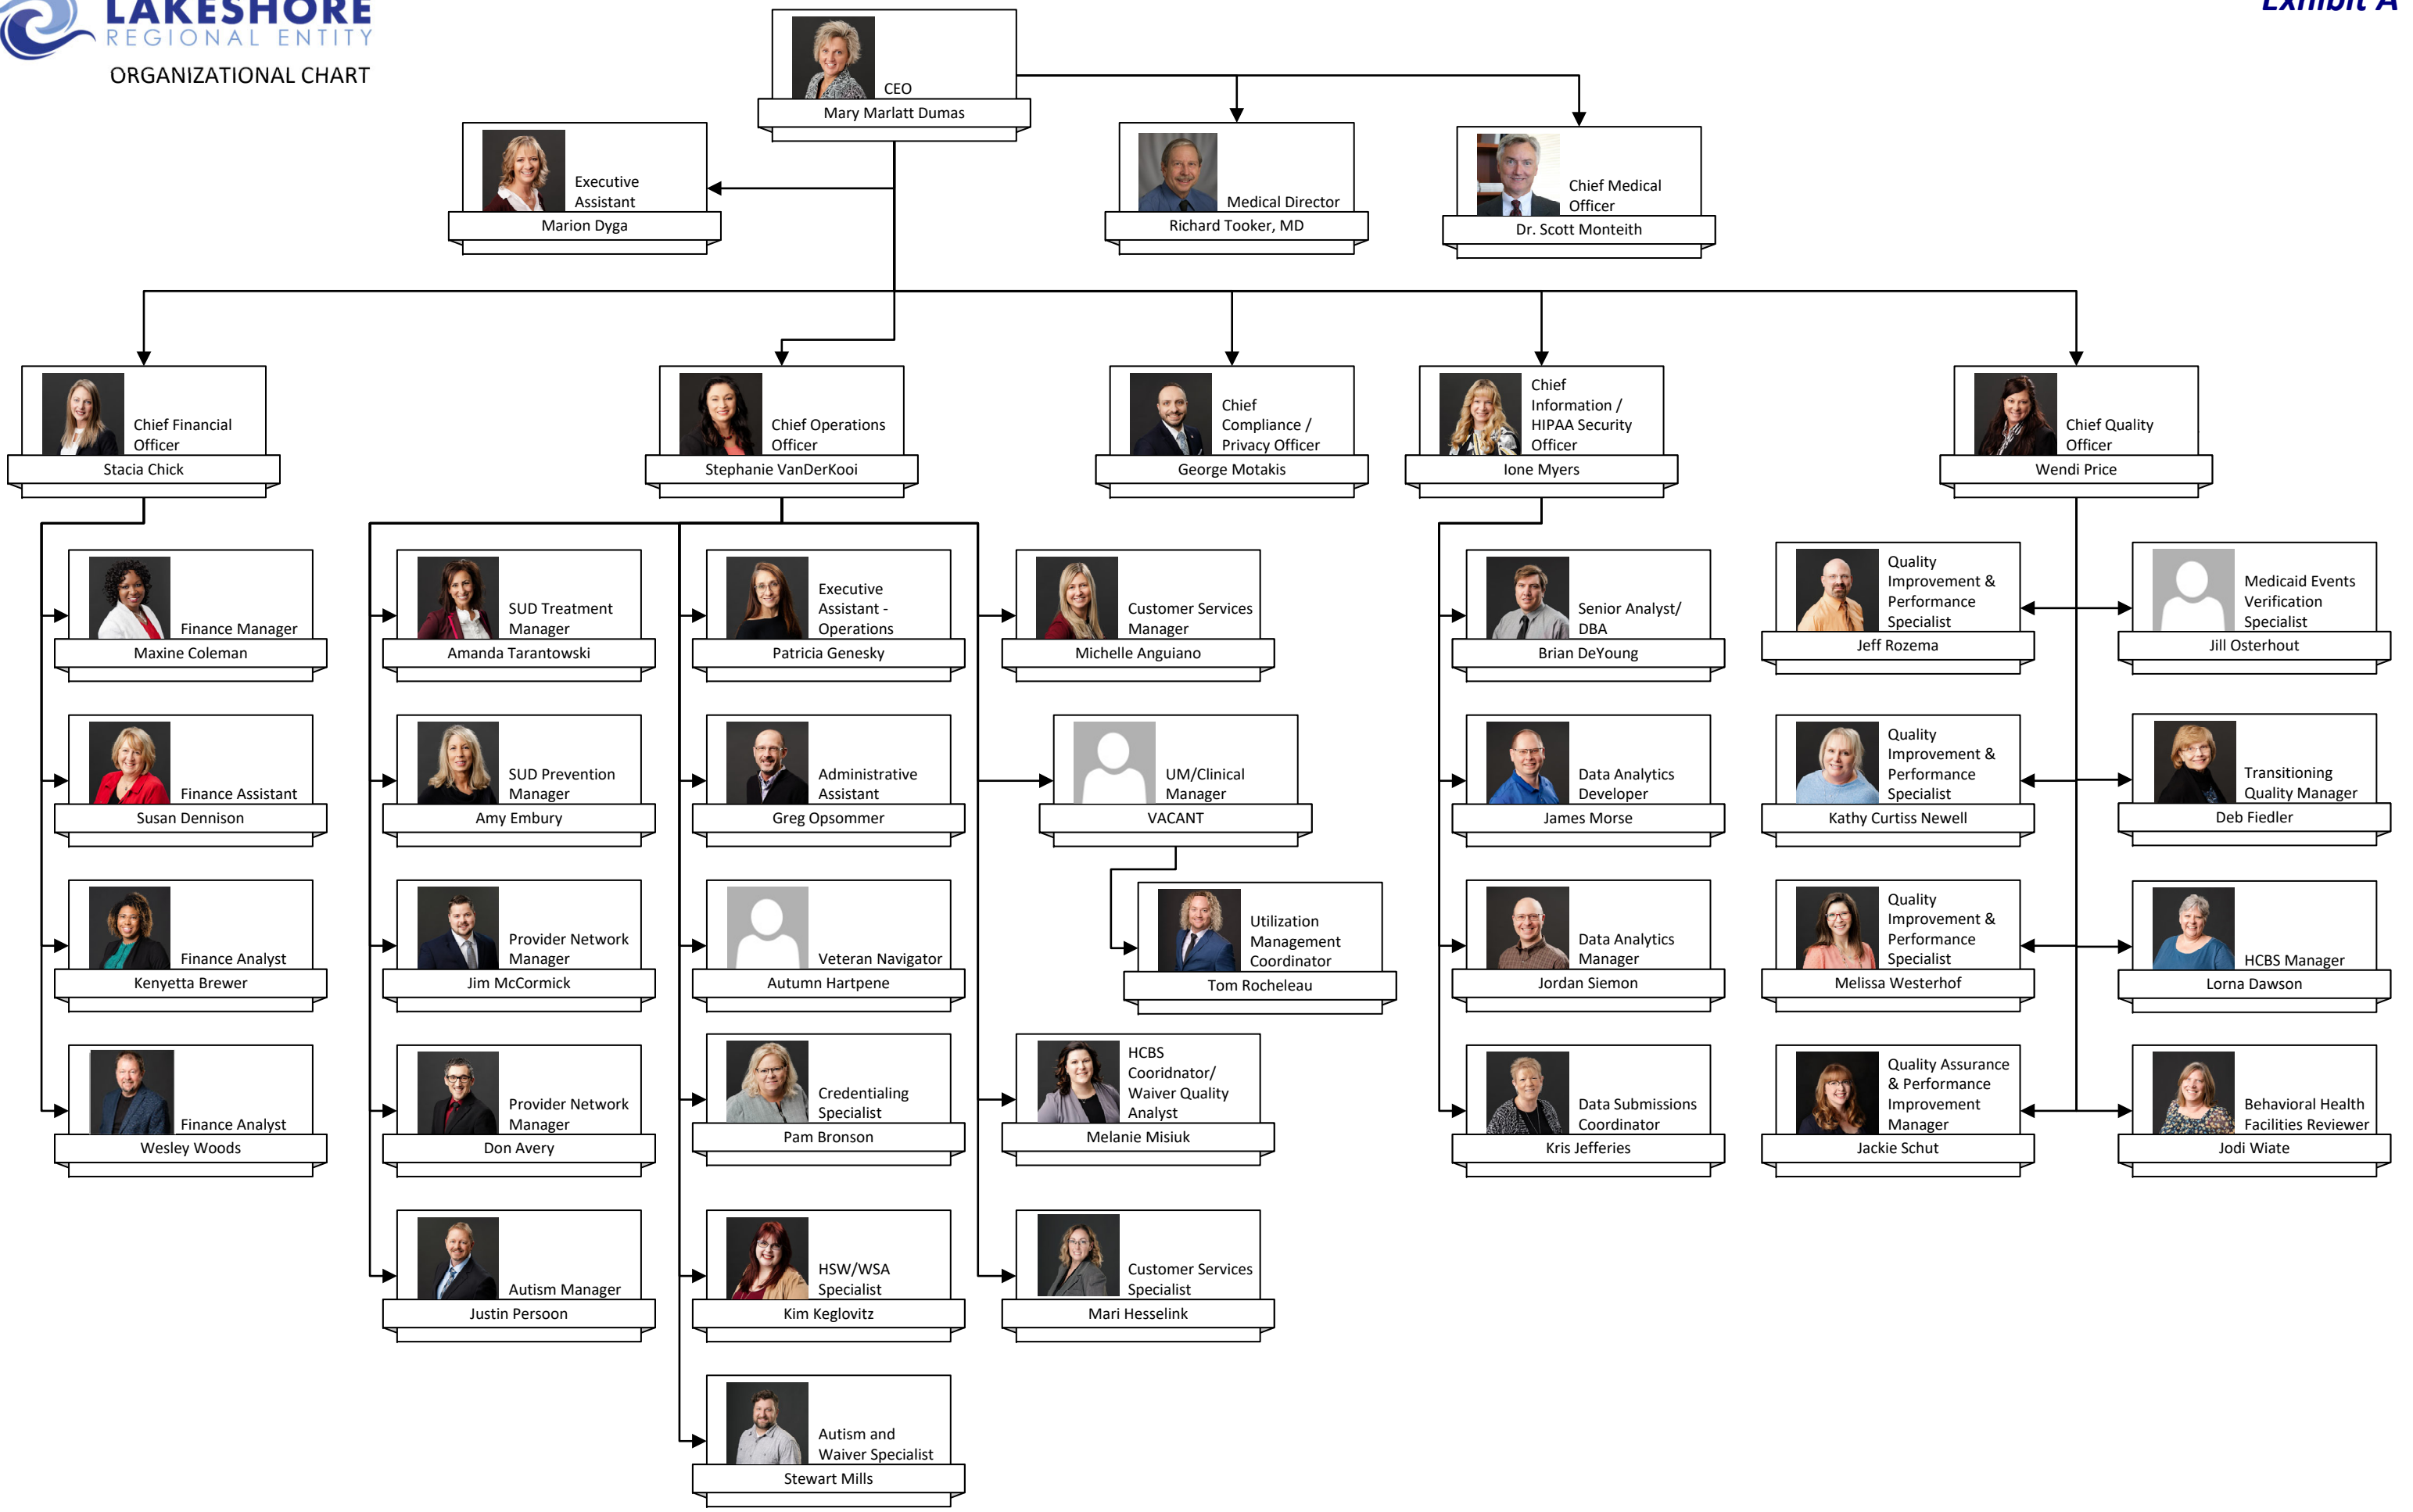 LAKESHORE
REGIONAL ENTITY
ORGANIZATIONAL CHART
Exhibit A
CEO
Mary Marlatt Dumas
Executive
Assistant
Marion Dyga
Medical Director
Richard Tooker, MD
Chief Medical
Officer
Dr. Scott Monteith
Chief Financial
Officer
Stacia Chick
Chief Operations
Officer
Stephanie VanDerKooi
Chief
Compliance /
Privacy Officer
George Motakis
Chief
Information /
HIPAA Security
Officer
Ione Myers
Chief Quality
Officer
Wendi Price
Finance Manager
Maxine Coleman
SUD Treatment
Manager
Amanda Tarantowski
Executive
Assistant -
Operations
Patricia Genesky
Customer Services
Manager
Michelle Anguiano
Senior Analyst/
DBA
Brian DeYoung
Quality
Improvement &
Performance
Specialist
Jeff Rozema
Medicaid Events
Verification
Specialist
Jill Osterhout
Finance Assistant
Susan Dennison
SUD Prevention
Manager
Amy Embury
Administrative
Assistant
Greg Opsommer
UM/Clinical
Manager
VACANT
Data Analytics
Developer
James Morse
Quality
Improvement &
Performance
Specialist
Kathy Curtiss Newell
Transitioning
Quality Manager
Deb Fiedler
Finance Analyst
Kenyetta Brewer
Provider Network
Manager
Jim McCormick
Veteran Navigator
Autumn Hartpene
Utilization
Management
Coordinator
Tom Rocheleau
Data Analytics
Manager
Jordan Siemon
Quality
Improvement &
Performance
Specialist
Melissa Westerhof
HCBS Manager
Lorna Dawson
Finance Analyst
Wesley Woods
Provider Network
Manager
Don Avery
Credentialing
Specialist
Pam Bronson
HCBS
Cooridnator/
Waiver Quality
Analyst
Melanie Misiuk
Data Submissions
Coordinator
Kris Jefferies
Quality Assurance
& Performance
Improvement
Manager
Jackie Schut
Behavioral Health
Facilities Reviewer
Jodi Wiate
Autism Manager
Justin Persoon
HSW/WSA
Specialist
Kim Keglovitz
Customer Services
Specialist
Mari Hesselink
Autism and
Waiver Specialist
Stewart Mills